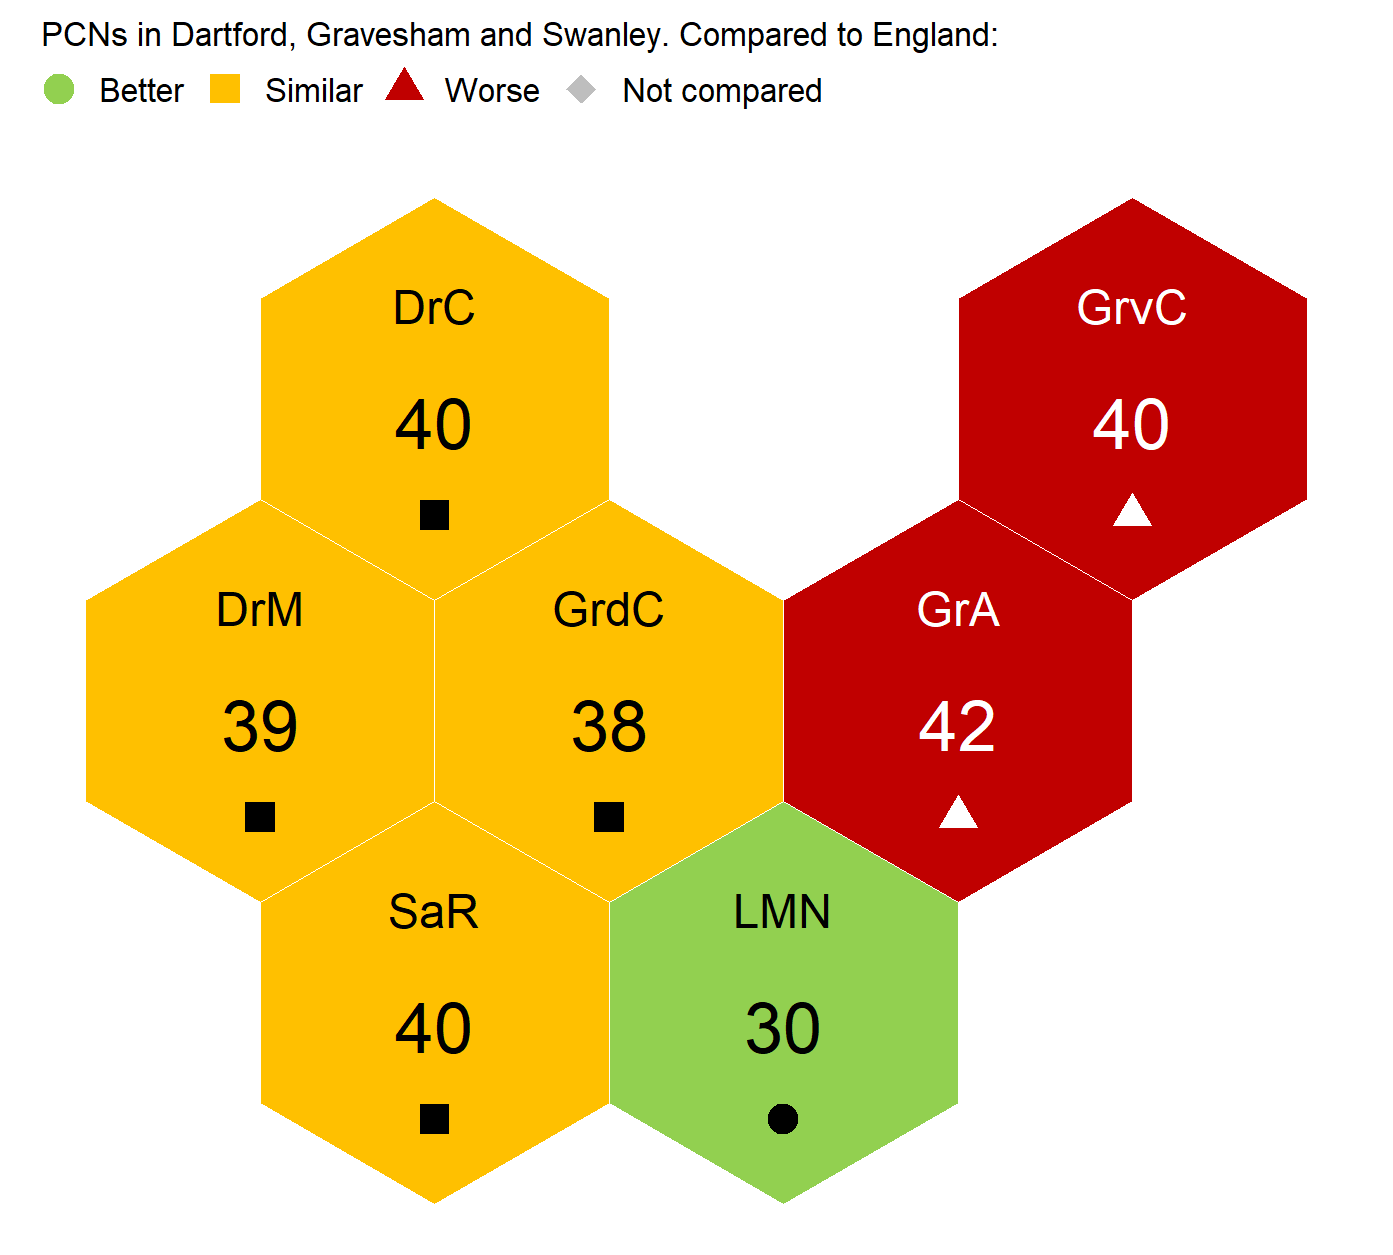 PCNs in Dartford, Gravesham and Swanley. Compared to England:
Better Similar Worse Not compared
DrC
40
GrvC
40
DrM
39
GrdC
38
GrA
42
SaR
40
LMN
30